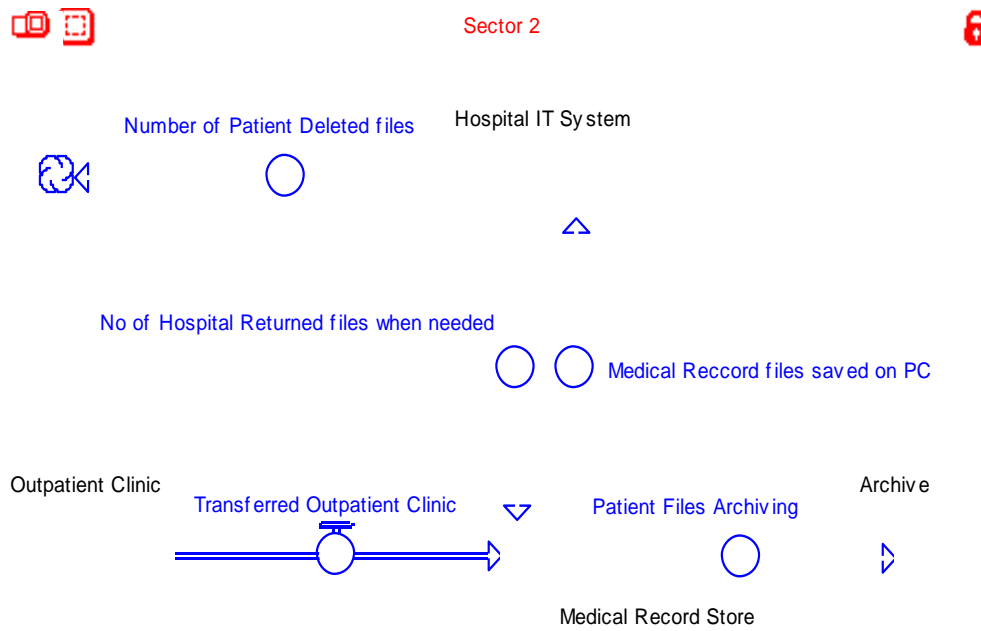 Sector 2
Number of Patient Deleted files
Hospital IT System
No of Hospital Returned files when needed
Medical Reccord files saved on PC
Outpatient Clinic
Transferred Outpatient Clinic
Patient Files Archiving
Archive
Medical Record Store